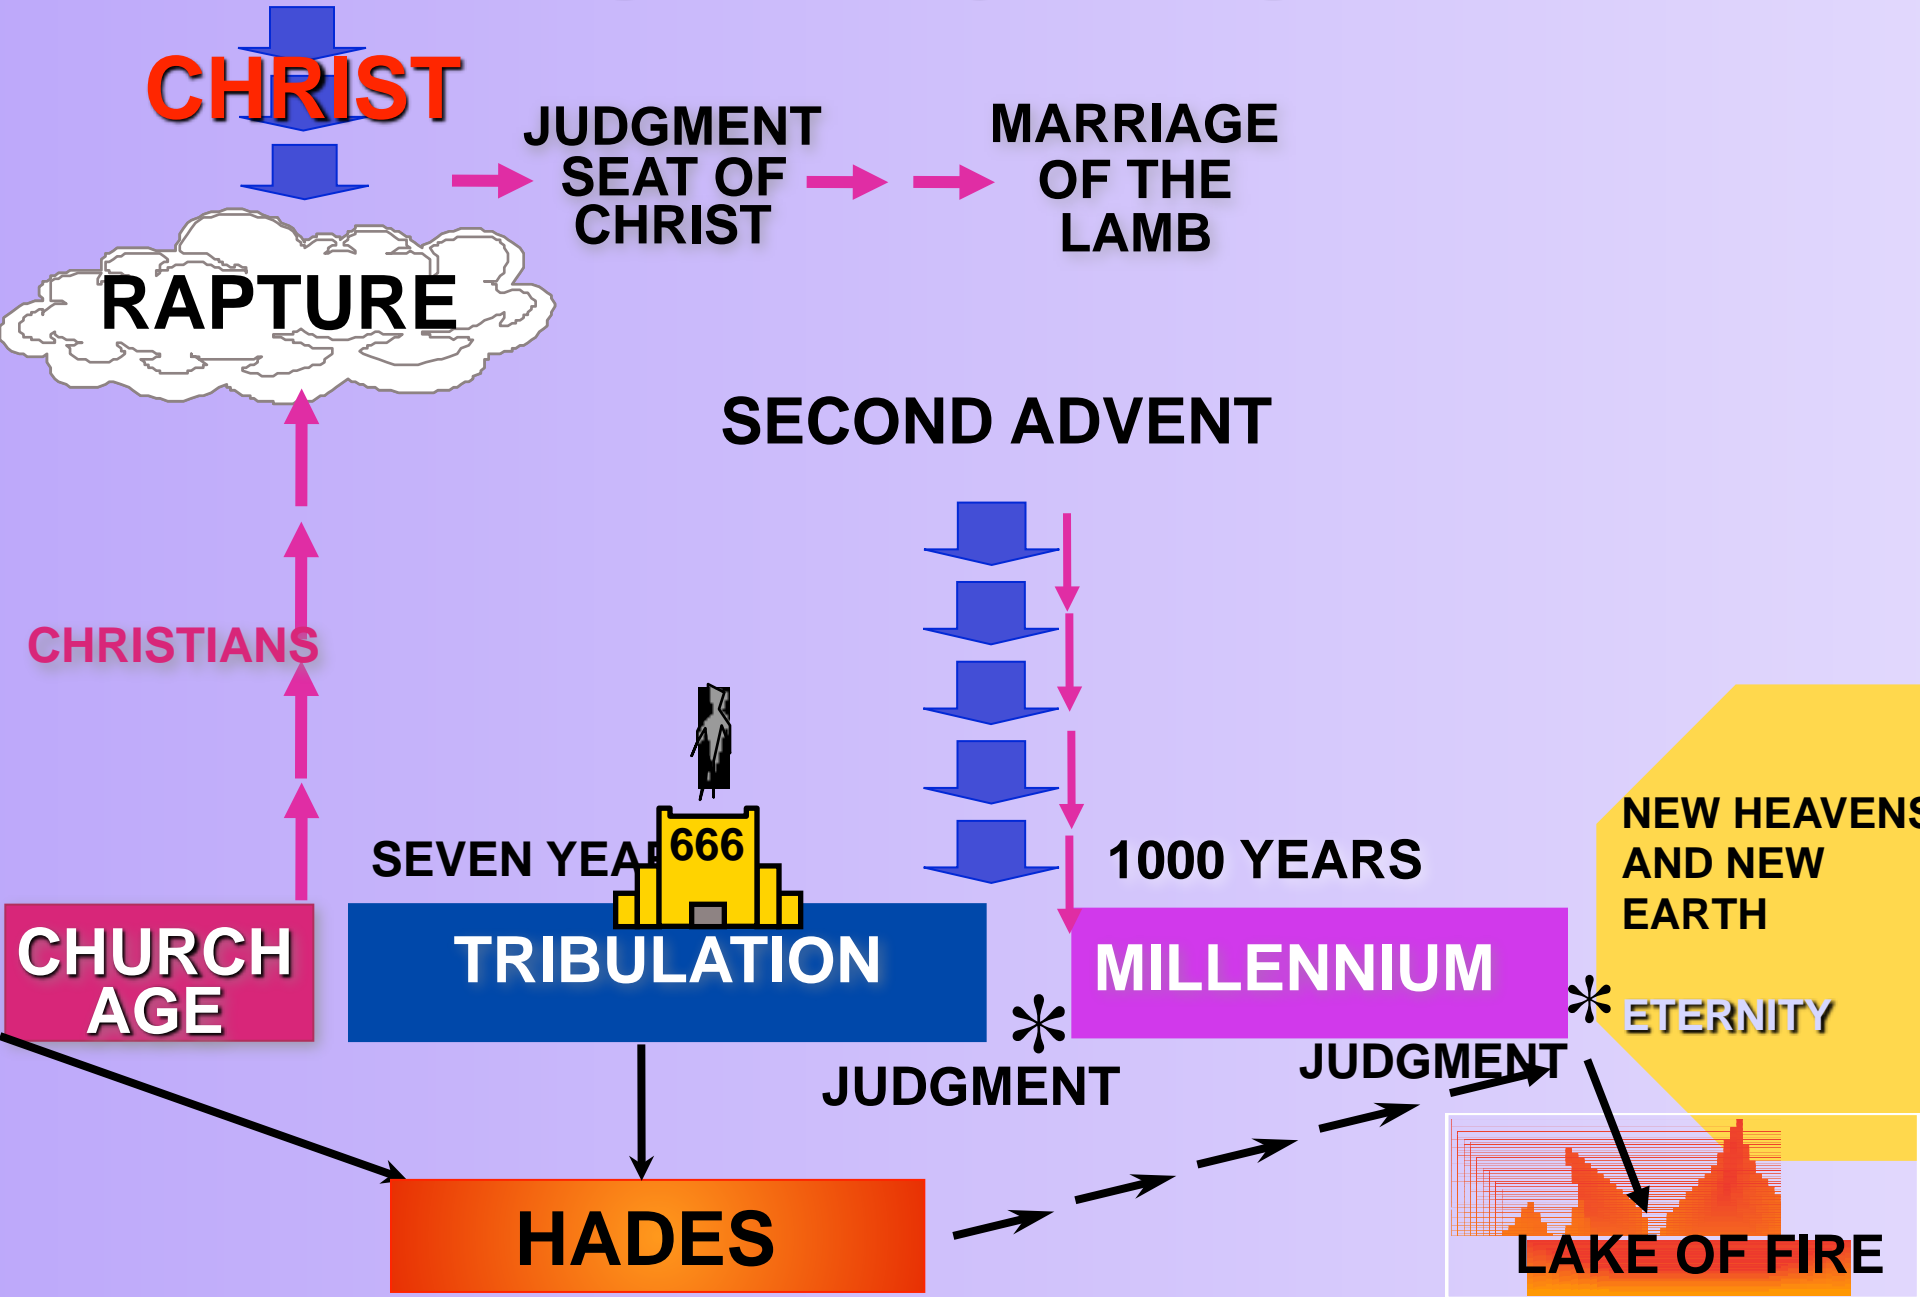 CHRIST
JUDGMENT
SEAT OF
CHRIST
MARRIAGE
OF THE
LAMB
RAPTURE
SECOND ADVENT
CHRISTIANS
SEVEN YEA
666
1000 YEARS
NEW HEAVENS
AND NEW
EARTH
CHURCH
AGE
TRIBULATION
MILLENNIUM
*
*
ETERNITY
JUDGMENT
JUDGMENT
HADES
LAKE OF FIRE